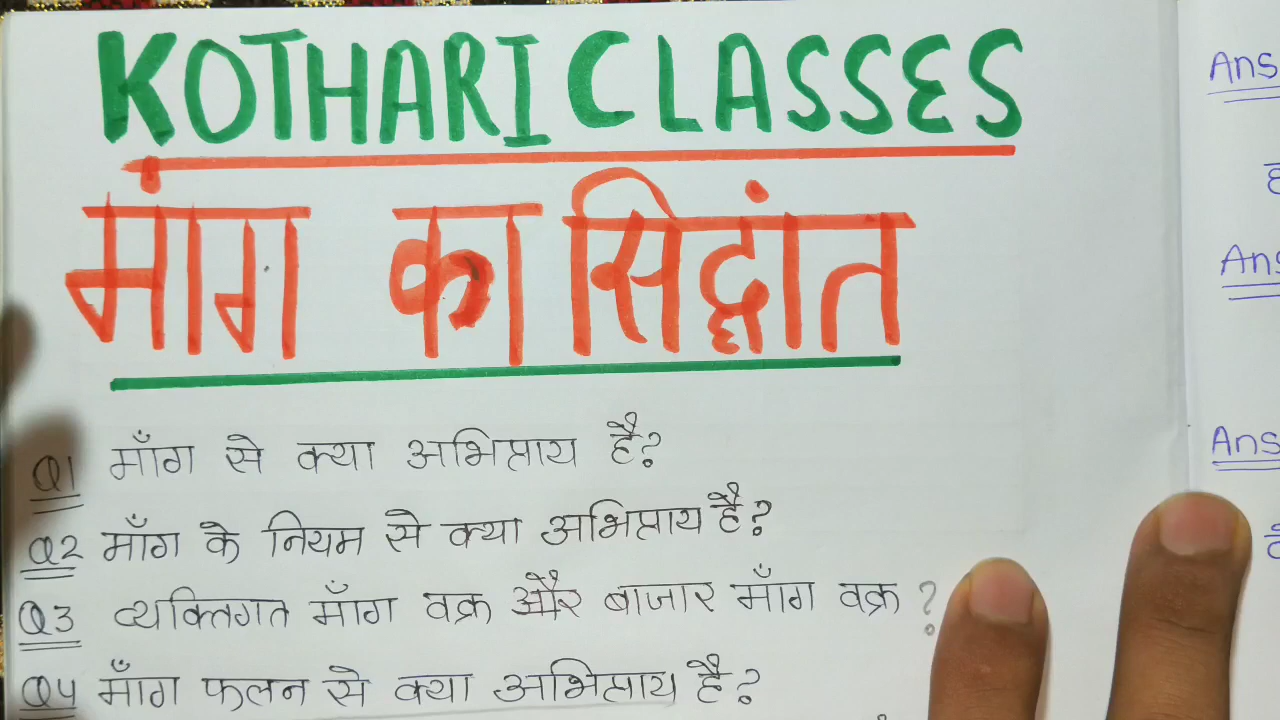 KOTHARI CLASSES
मांग का सिद्धांत
Q1 माँग से क्या अभिप्राय है?
Q2 माँग के नियम से क्या अभिप्राय है?
Q3 व्यक्तिगत माँग वक्र और बाजार माँग वक्र ?
Q4 माँग फलन से क्या अभिप्राय है?
Ans
Ans
Ans